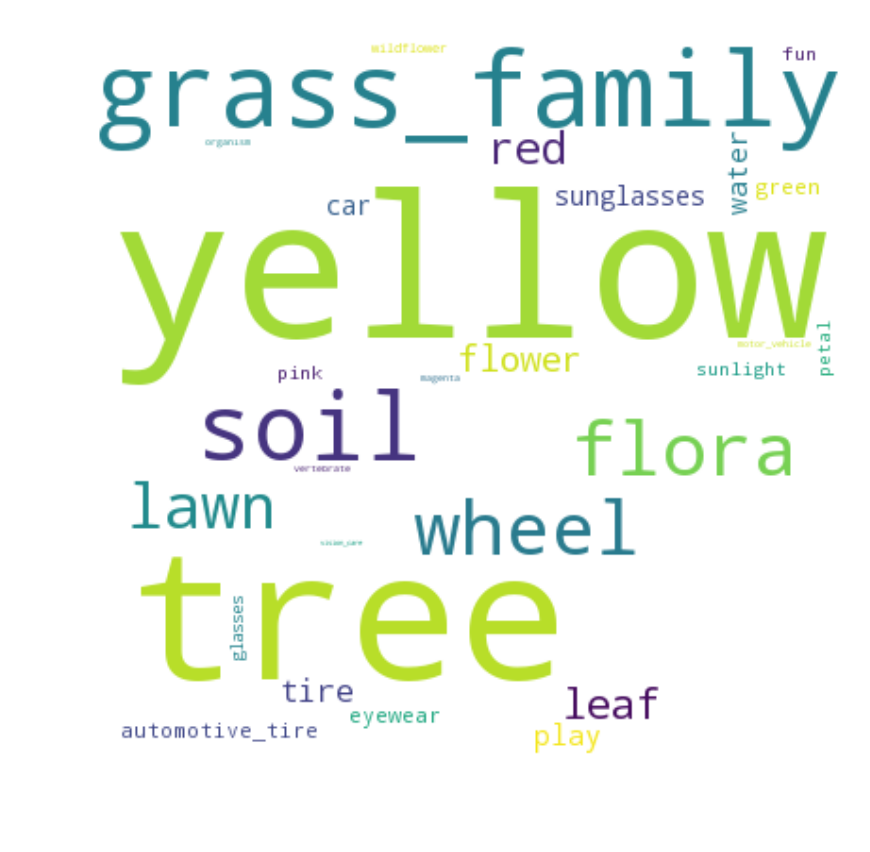 wildflower
fun
grass_family
organism
red
water
car
sunglasses
green
yellow
petal
motor_vehicle
flower
sunlight
pink
magenta
soil
flora
vertebrate
lawn
wheel
vision_care
tree
glasses
tire
leaf
eyewear
automotive_tire
play